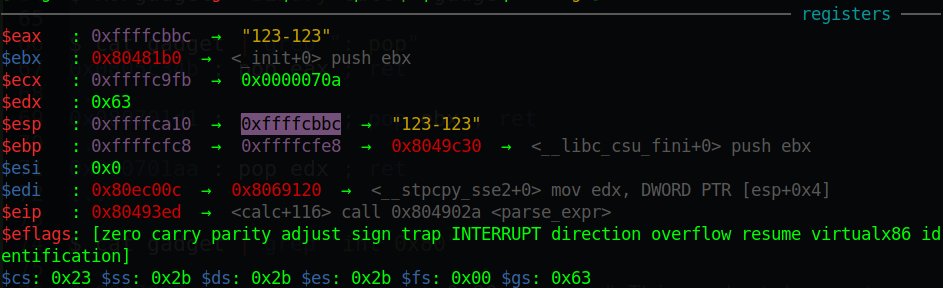 registers
$eax : 0xffffcbbc → "123-123"
$ebx : 0x80481b0 → <_init+0> push ebx
$ecx : 0xffffc9fb → 0x0000070a
$edx : 0x63
$esp : 0xffffca10 → 0xffffcbbc → "123-123"
$ebp : 0xffffcfc8 → 0xffffcfe8 → 0x8049c30 → <__libc_csu_fini+0> push ebx
$esi : 0x0
$edi : 0x80ec00c → 0x8069120 → <__stpcpy_sse2+0> mov edx, DWORD PTR [esp+0x4]
$eip : 0x80493ed → <calc+116> call 0x804902a <parse_expr>
$eflags: [zero carry parity adjust sign trap INTERRUPT direction overflow resume virtualx86 id
entification]
$cs: 0x23 $ss: 0x2b $ds: 0x2b $es: 0x2b $fs: 0x00 $gs: 0x63